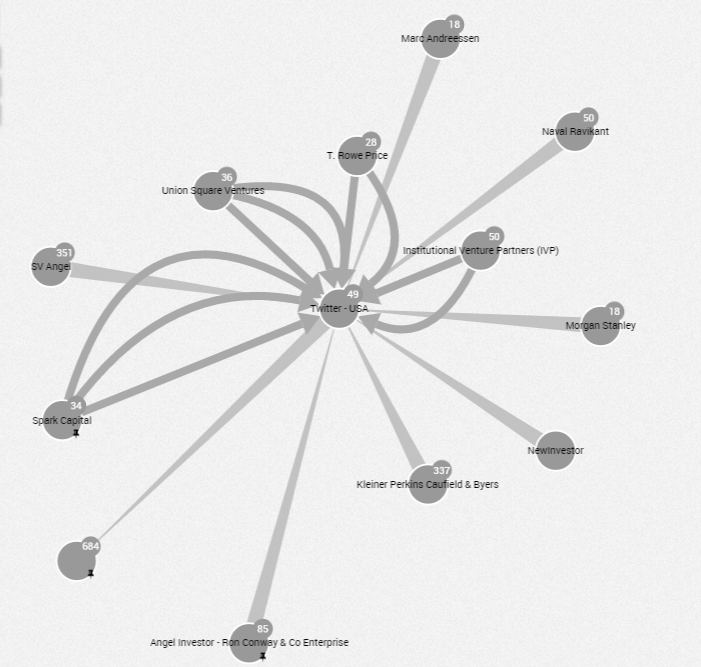 18
Marc Andreessen
50
Naval Ravikant
28
T. Rowe Price
36
Union Square Ventures
50
Institutional Venture Partners (IVP)
351
SV Angel
49
Twitter - USA
18
Morgan Stanley
34
Spark Capital
NewInvestor
337
Kleiner Perkins Caufield & Byers
684
85
Angel Investor - Ron Conway & Co Enterprise